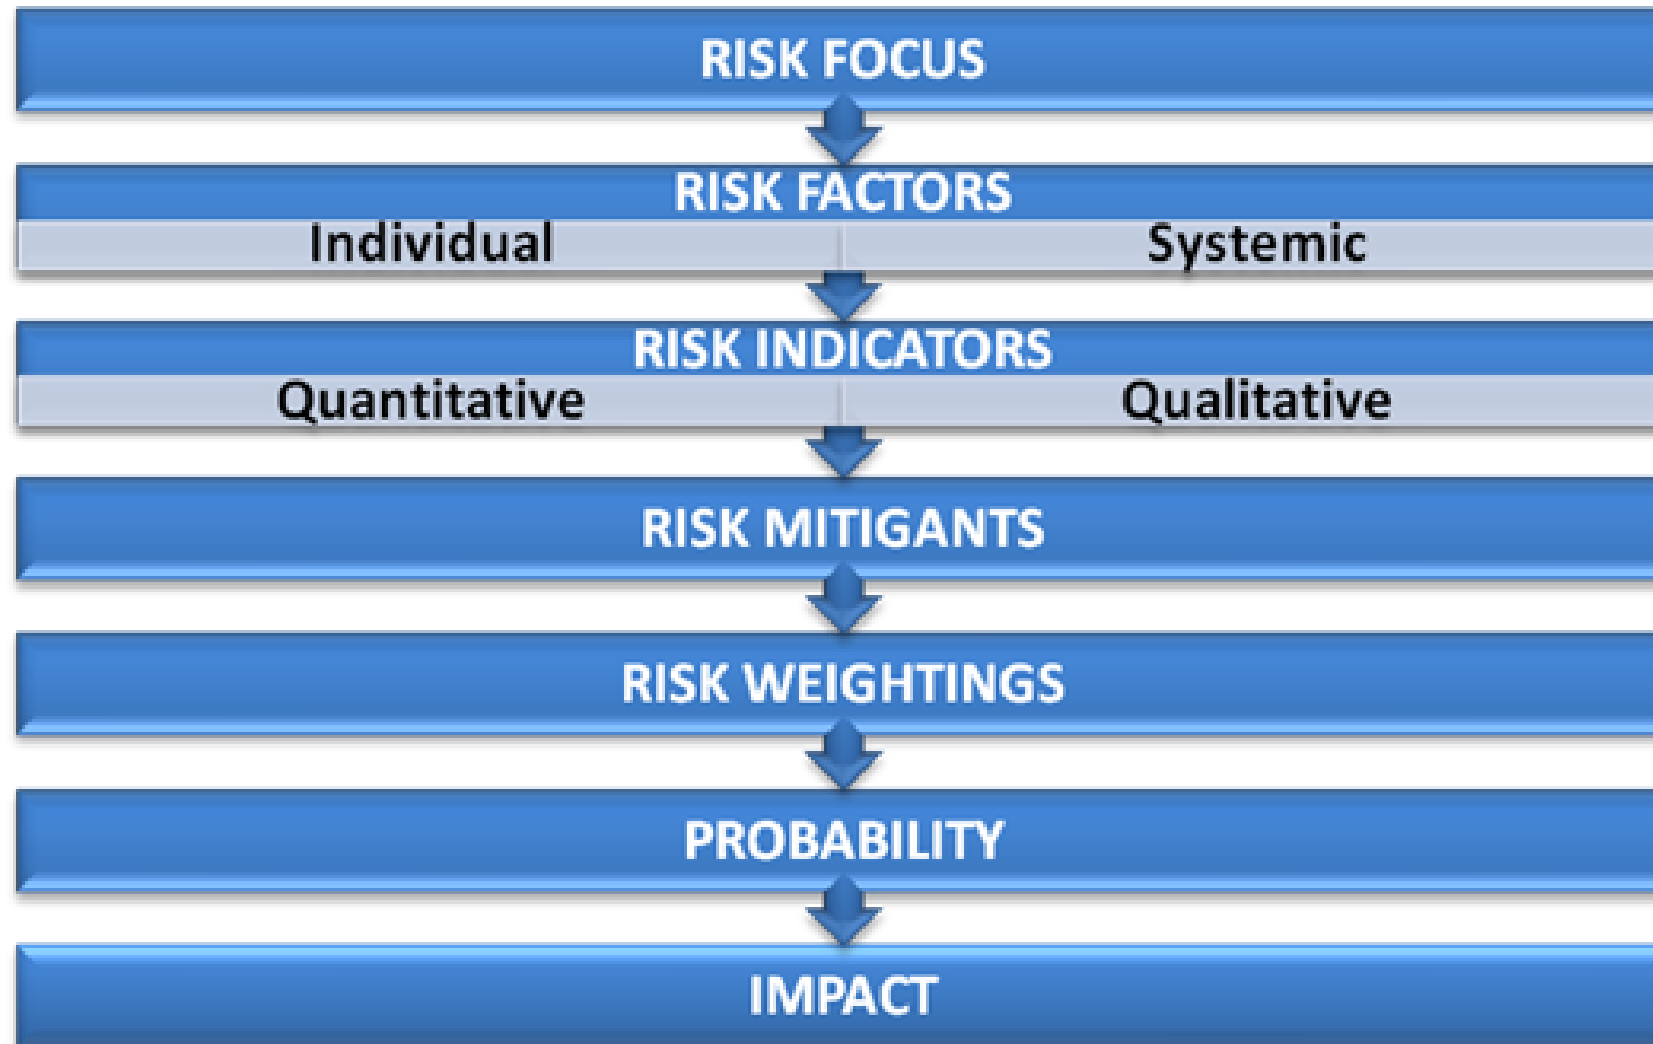 RISK FOCUS
RISK FACTORS
Individual Systemic
RISK INDICATORS
Quantitative Qualitative
RISK MITIGANTS
RISK WEIGHTINGS
PROBABILITY
IMPACT